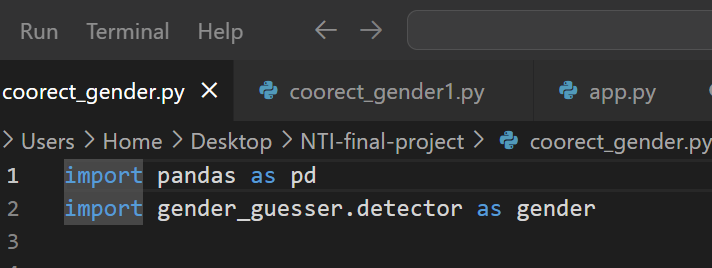 Run Terminal Help
coorect_gender.py coorect_gender1.py app.py
Users Home Desktop NTI-final-project coorect_gender.py
1 import pandas as pd
2 import gender_guesser.detector as gender
3